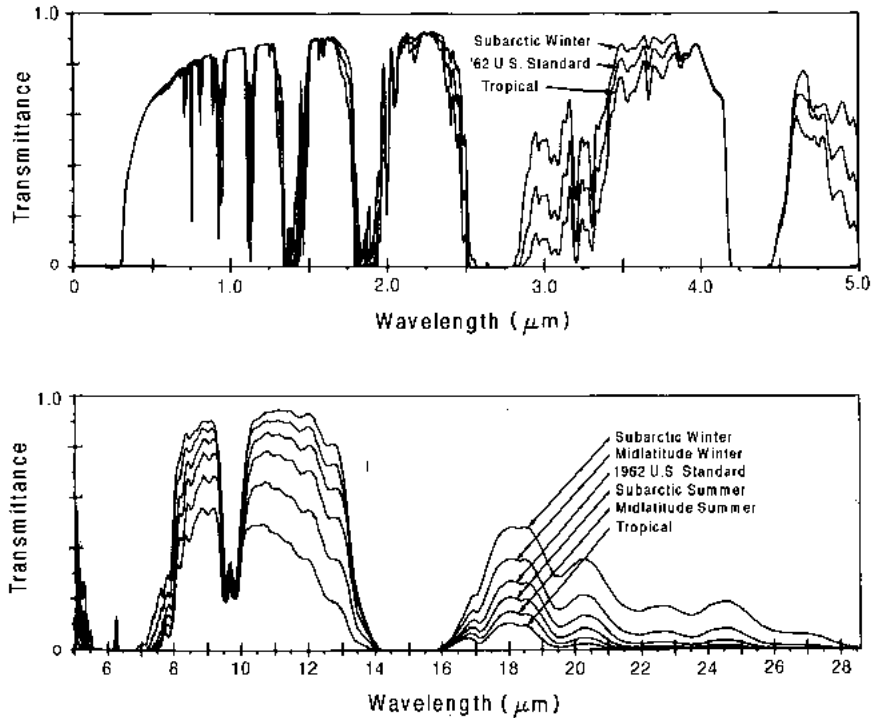 1.0
Transmittance
0
Subarctic Winter
'62 U.S. Standard
Tropical
0 1.0 2.0 3.0 4.0 5.0
Wavelength (μm)
1.0
Transmittance
0
Subarctic Winter
Midlatitude Winter
1962 U.S. Standard
Subarctic Summer
Midlatitude Summer
Tropical
6 8 10 12 14 16 18 20 22 24 26 28
Wavelength (μm)